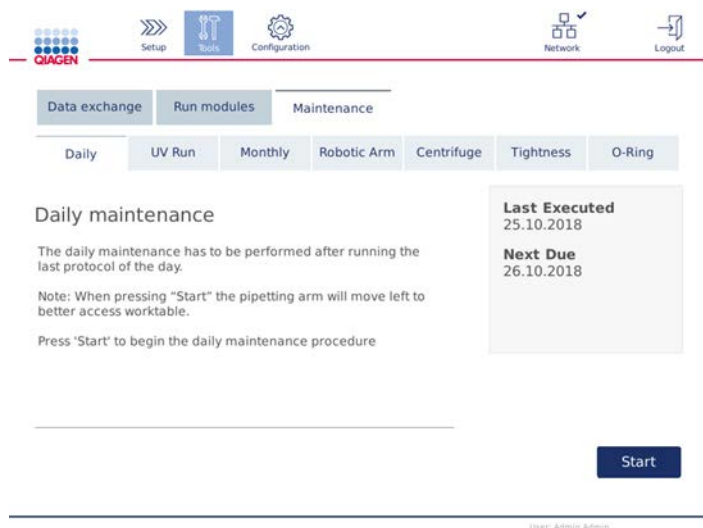 QIAGEN
Setup
Tools
Configuration
Network
Logout
Data exchange
Run modules
Maintenance
Daily
UV Run
Monthly
Robotic Arm
Centrifuge
Tightness
O-Ring
Daily maintenance
The daily maintenance has to be performed after running the
last protocol of the day.
Note: When pressing “Start” the pipetting arm will move left to
better access worktable.
Press 'Start' to begin the daily maintenance procedure
Last Executed
25.10.2018
Next Due
26.10.2018
Start
User: Admin Admin